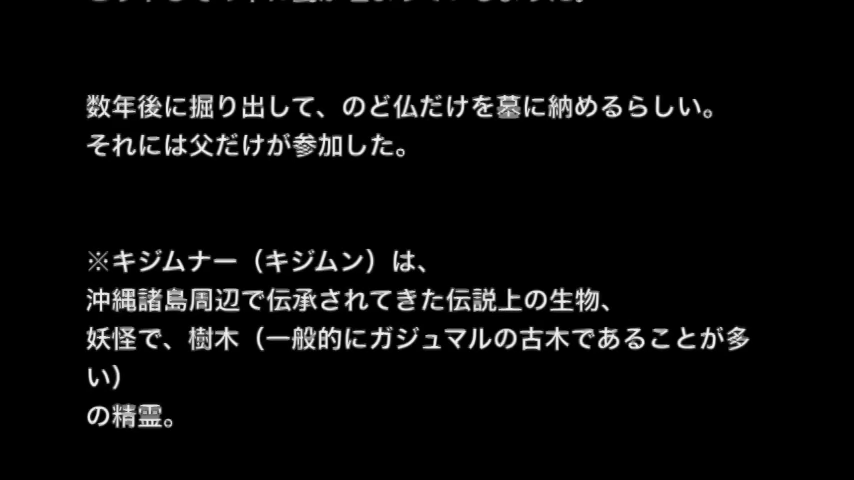 数年後に掘り出して、のど仏だけを墓に納めるらしい。
それには父だけが参加した。
※キジムナー（キジムン）は、
沖縄諸島周辺で伝承されてきた伝説上の生物、
妖怪で、樹木（一般的にガジュマルの古木であることが多
い）
の精霊。